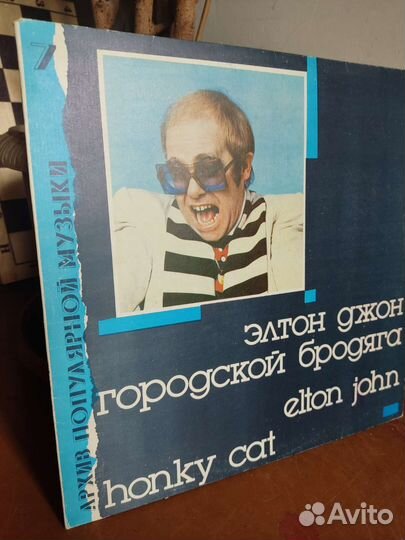 7
АРХИВ ПОПУЛЯРНОЙ МУЗЫКИ
элтон джон
городской бродяга
elton john
honky cat
Avito